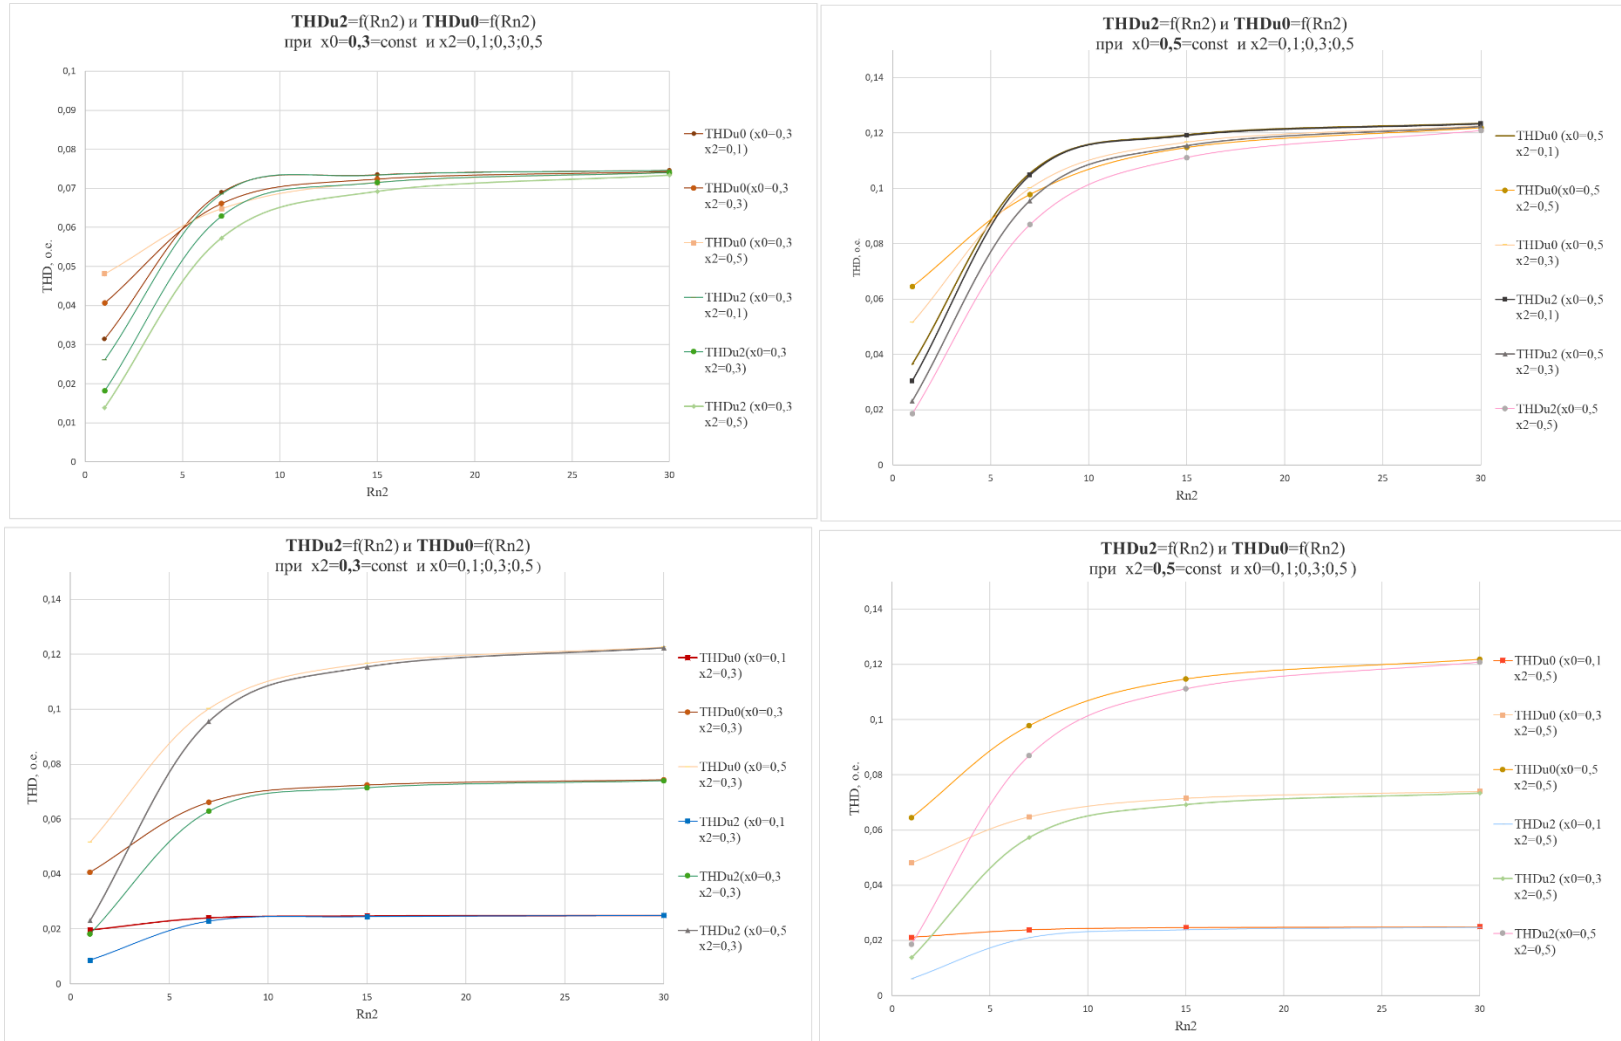 THDu2=f(Rn2) и THDu0=f(Rn2)
при x0=0,3=const и x2=0,1;0,3;0,5
0,1
0,09
0,08
0,07
0,06
0,05
0,04
0,03
0,02
0,01
0
THD, o.e.
0 5 10 15 20 25 30
Rn2
THDu0 (x0=0,3
x2=0,1)
THDu0(x0=0,3
x2=0,3)
THDu0 (x0=0,3
x2=0,5)
THDu2 (x0=0,3
x2=0,1)
THDu2(x0=0,3
x2=0,3)
THDu2 (x0=0,3
x2=0,5)
THDu2=f(Rn2) и THDu0=f(Rn2)
при x0=0,5=const и x2=0,1;0,3;0,5
0,14
0,12
0,1
0,08
0,06
0,04
0,02
0
THD, o.e.
0 5 10 15 20 25 30
Rn2
THDu0 (x0=0,5
x2=0,1)
THDu0(x0=0,5
x2=0,5)
THDu0 (x0=0,5
x2=0,3)
THDu2 (x0=0,5
x2=0,1)
THDu2 (x0=0,5
x2=0,3)
THDu2(x0=0,5
x2=0,5)
THDu2=f(Rn2) и THDu0=f(Rn2)
при x2=0,3=const и x0=0,1;0,3;0,5 )
0,14
0,12
0,1
0,08
0,06
0,04
0,02
0
THD, o.e.
0 5 10 15 20 25 30
Rn2
THDu0 (x0=0,1
x2=0,3)
THDu0(x0=0,3
x2=0,3)
THDu0 (x0=0,5
x2=0,3)
THDu2 (x0=0,1
x2=0,3)
THDu2(x0=0,3
x2=0,3)
THDu2 (x0=0,5
x2=0,3)
THDu2=f(Rn2) и THDu0=f(Rn2)
при x2=0,5=const и x0=0,1;0,3;0,5 )
0,14
0,12
0,1
0,08
0,06
0,04
0,02
0
THD, o.e.
0 5 10 15 20 25 30
Rn2
THDu0 (x0=0,1
x2=0,5)
THDu0 (x0=0,3
x2=0,5)
THDu0(x0=0,5
x2=0,5)
THDu2 (x0=0,1
x2=0,5)
THDu2 (x0=0,3
x2=0,5)
THDu2(x0=0,5
x2=0,5)